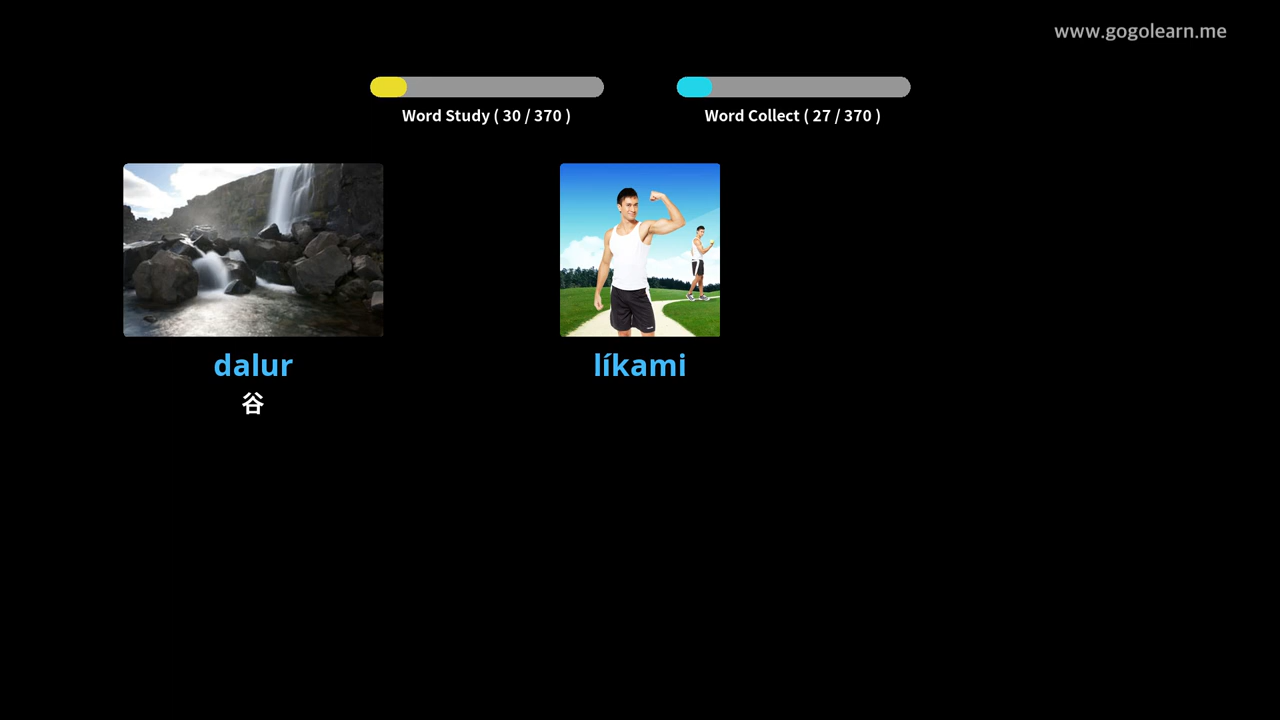 www.gogolearn.me
Word Study ( 30 / 370 )
Word Collect ( 27 / 370 )
dalur
谷
líkami